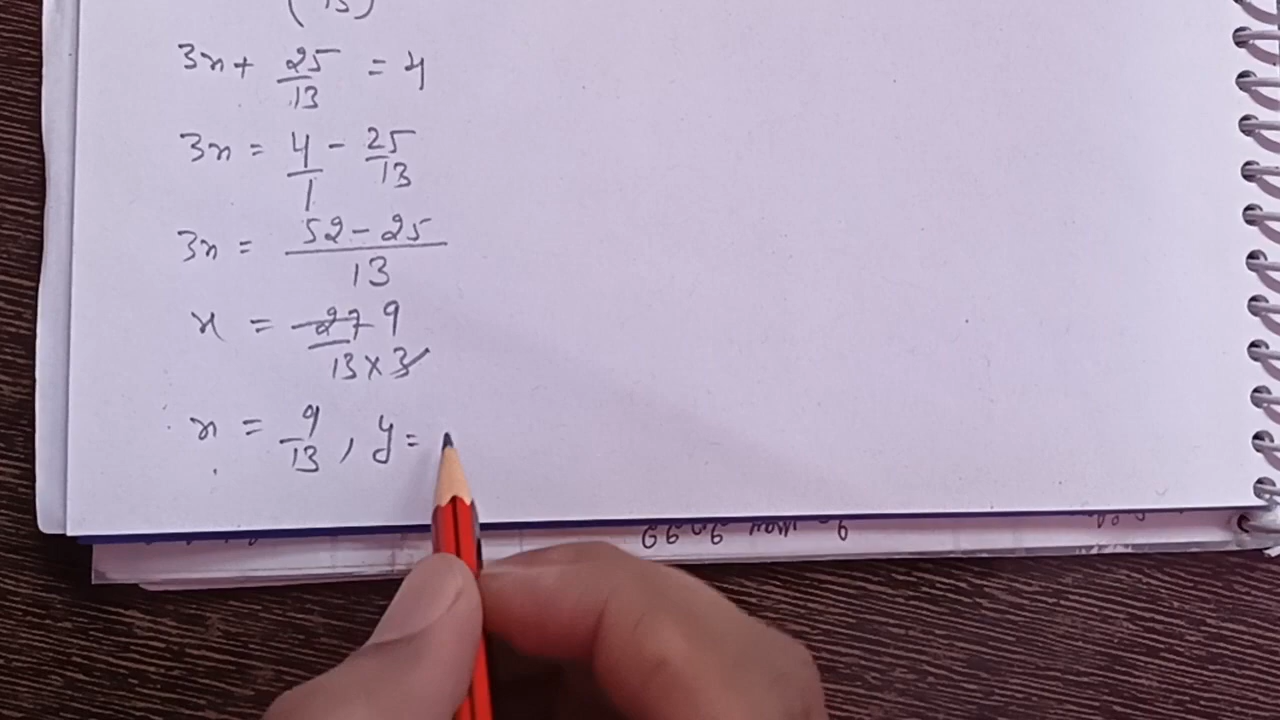 (  13)
3x + 25/13 = 4
3x = 4/1 - 25/13
3x = 52 - 25/13
x = 27 9/13 × 3
x = 9/13 , y =